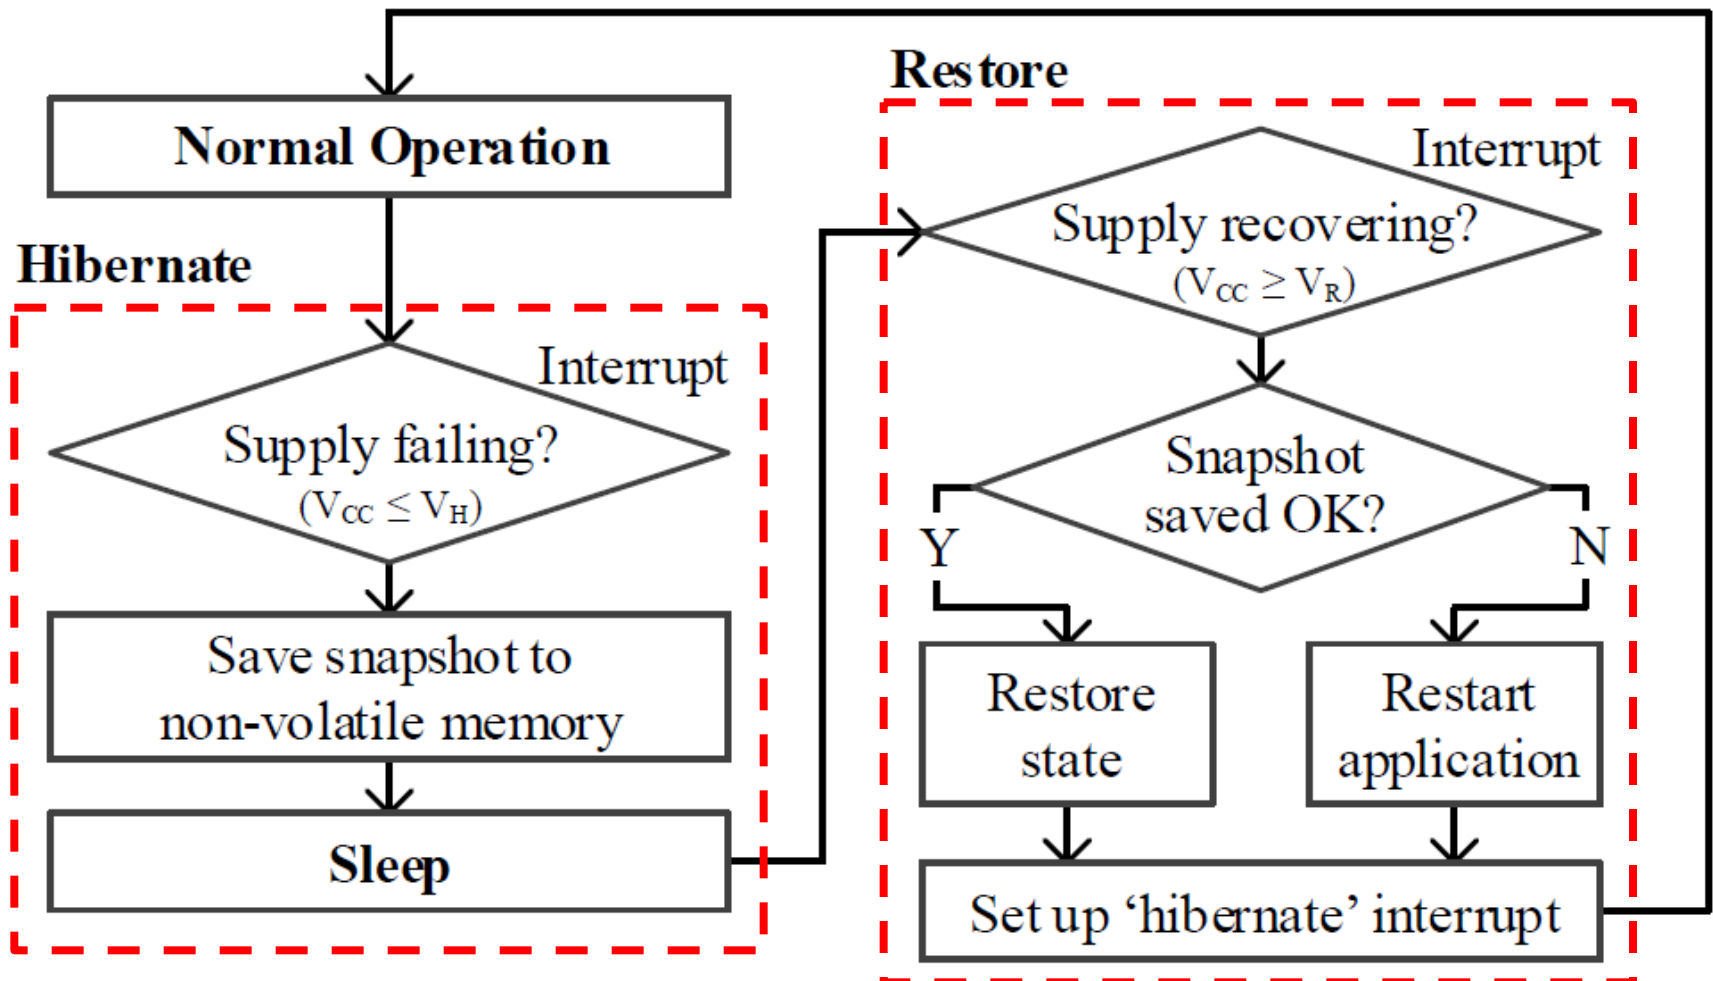 Normal Operation
Hibernate
Interrupt
Supply failing?
(VCC ≤ VH)
Save snapshot to
non-volatile memory
Sleep
Restore
Interrupt
Supply recovering?
(VCC ≥ VR)
Snapshot
saved OK?
Y
N
Restore
state
Restart
application
Set up ‘hibernate’ interrupt